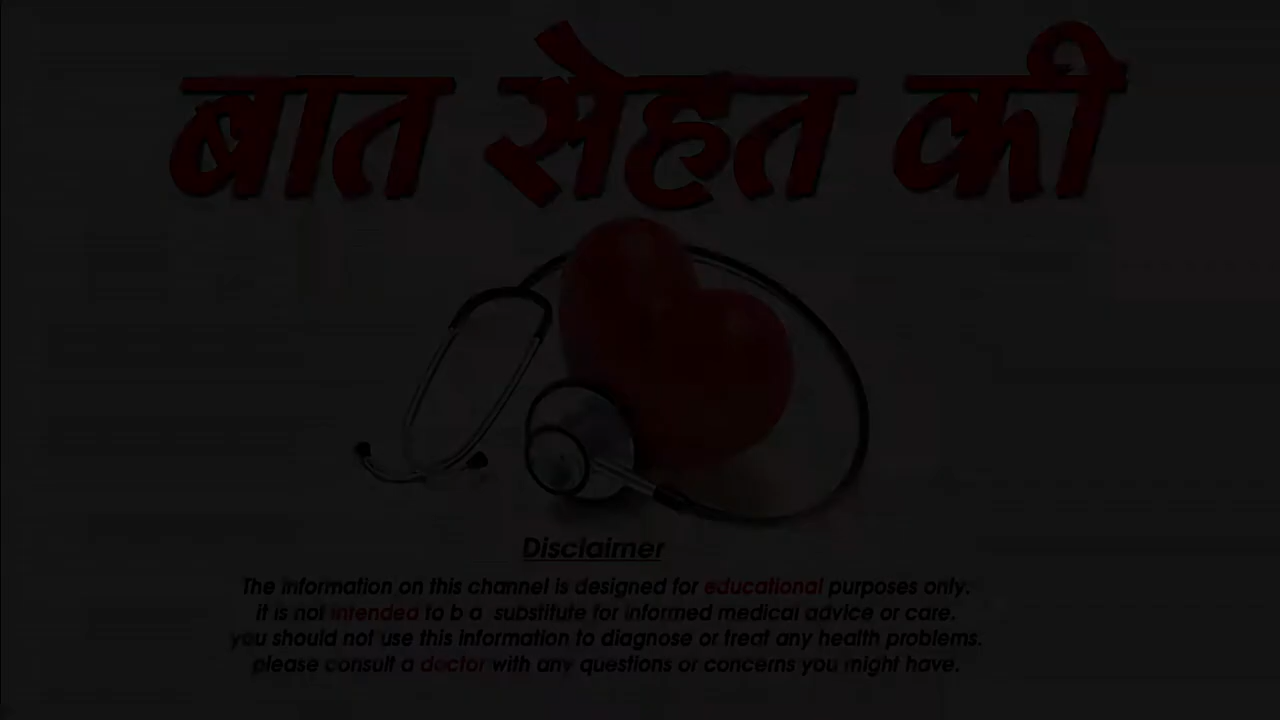 बात सेहत की
Disclaimer
The information on this channel is designed for educational purposes only.
it is not intended to b a substitute for informed medical advice or care.
you should not use this information to diagnose or treat any health problems.
please consult a doctor with any questions or concerns you might have.